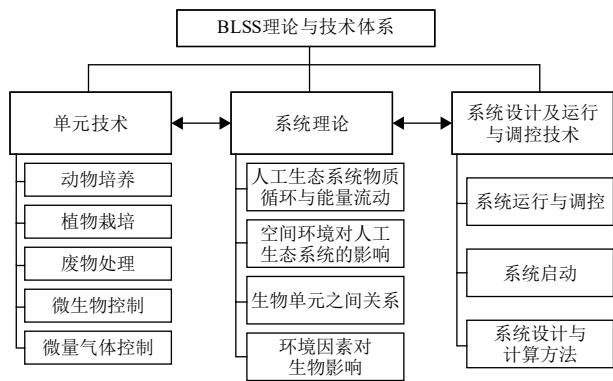 BLSS理论与技术体系
单元技术
动物培养
植物栽培
废物处理
微生物控制
微量气体控制
系统理论
人工生态系统物质
循环与能量流动
空间环境对人工
生态系统的影响
生物单元之间关系
环境因素对
生物影响
系统设计及运行
与调控技术
系统运行与调控
系统启动
系统设计与
计算方法